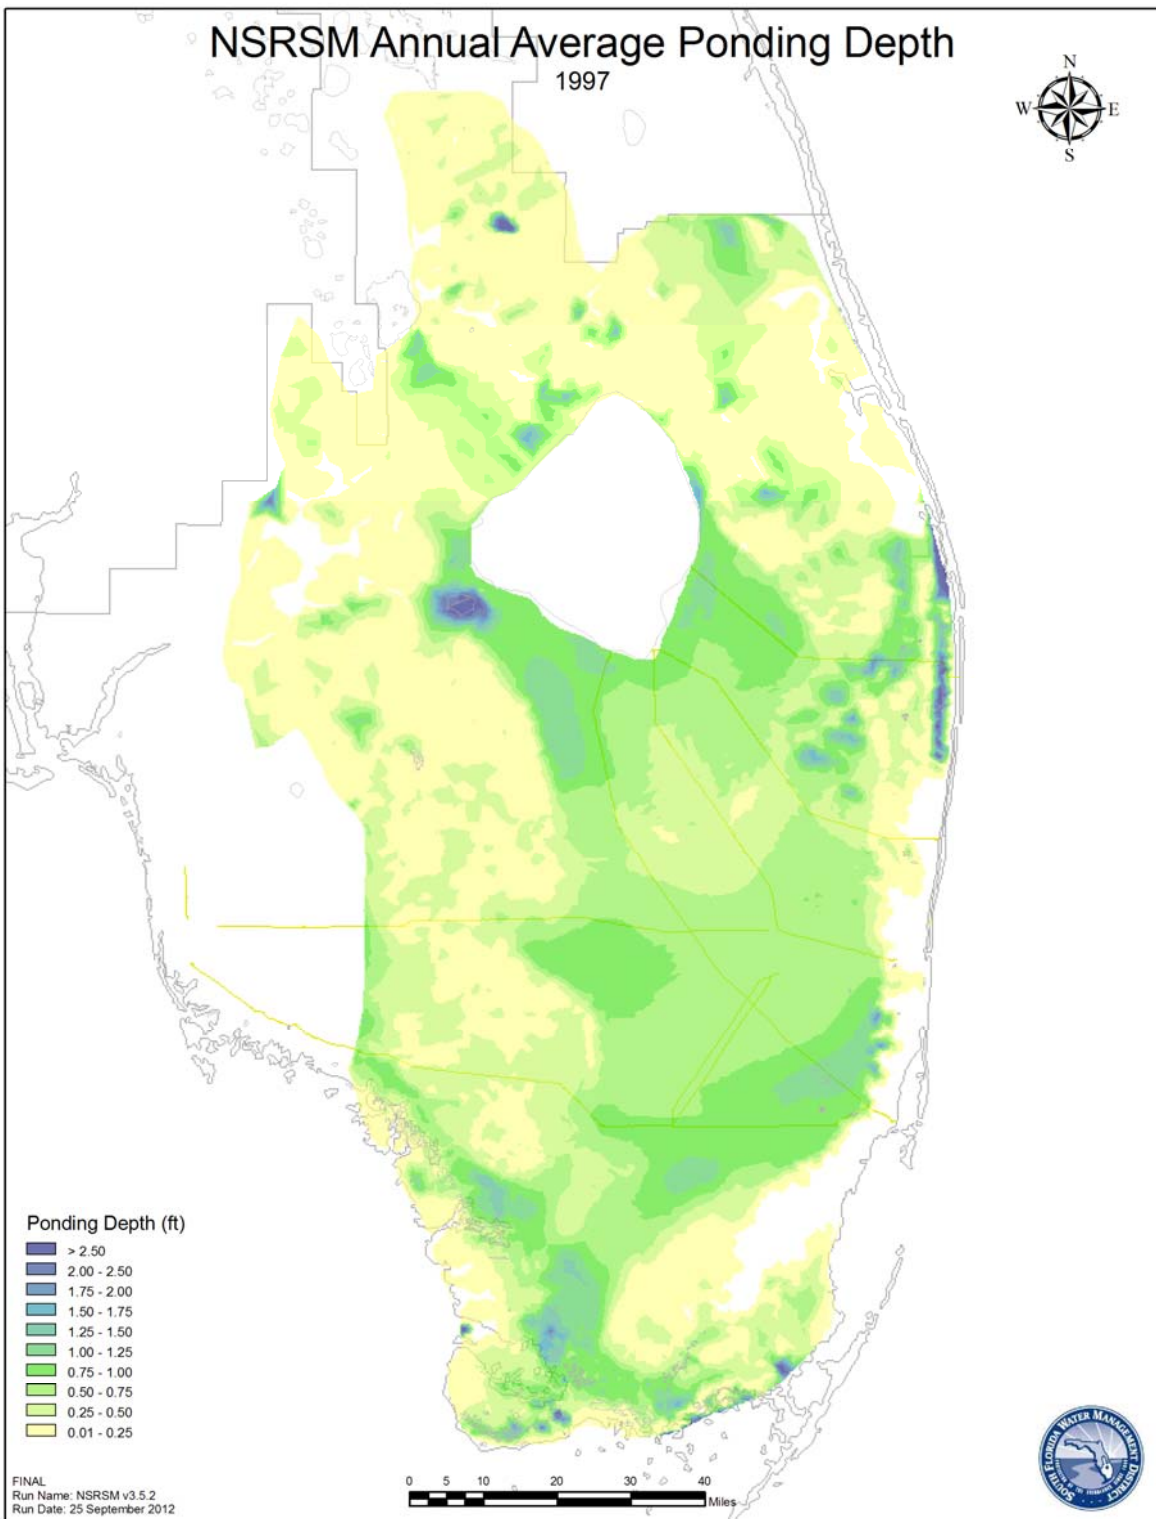 NSRSM Annual Average Ponding Depth
1997
N
W E
S
Ponding Depth (ft)
> 2.50
2.00 - 2.50
1.75 - 2.00
1.50 - 1.75
1.25 - 1.50
1.00 - 1.25
0.75 - 1.00
0.50 - 0.75
0.25 - 0.50
0.01 - 0.25
FINAL
Run Name: NSRSM v3.5.2
Run Date: 25 September 2012
0 5 10 20 30 40
Miles
SOUTH FLORIDA WATER MANAGEMENT DISTRICT